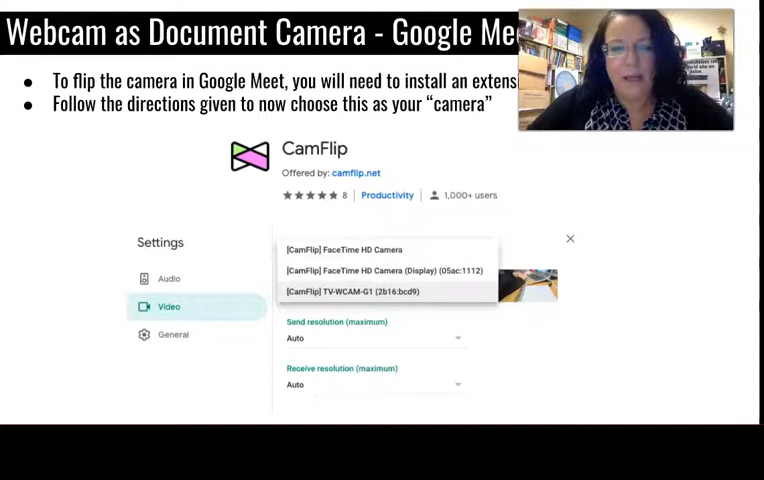 Webcam as Document Camera - Google
To flip the camera in Google Meet, you will need to install an
Follow the directions given to now choose this as your “camera”
CamFlip
Offered by: camflip.net
8 | Productivity | 1,000+ users
Settings
[CamFlip] FaceTime HD Camera
[CamFlip] FaceTime HD Camera (Display) (05ac:1112)
Audio
[CamFlip] TV-WCAM-G1 (2b16:bcd9)
Video
Send resolution (maximum)
General
Auto
Receive resolution (maximum)
Auto